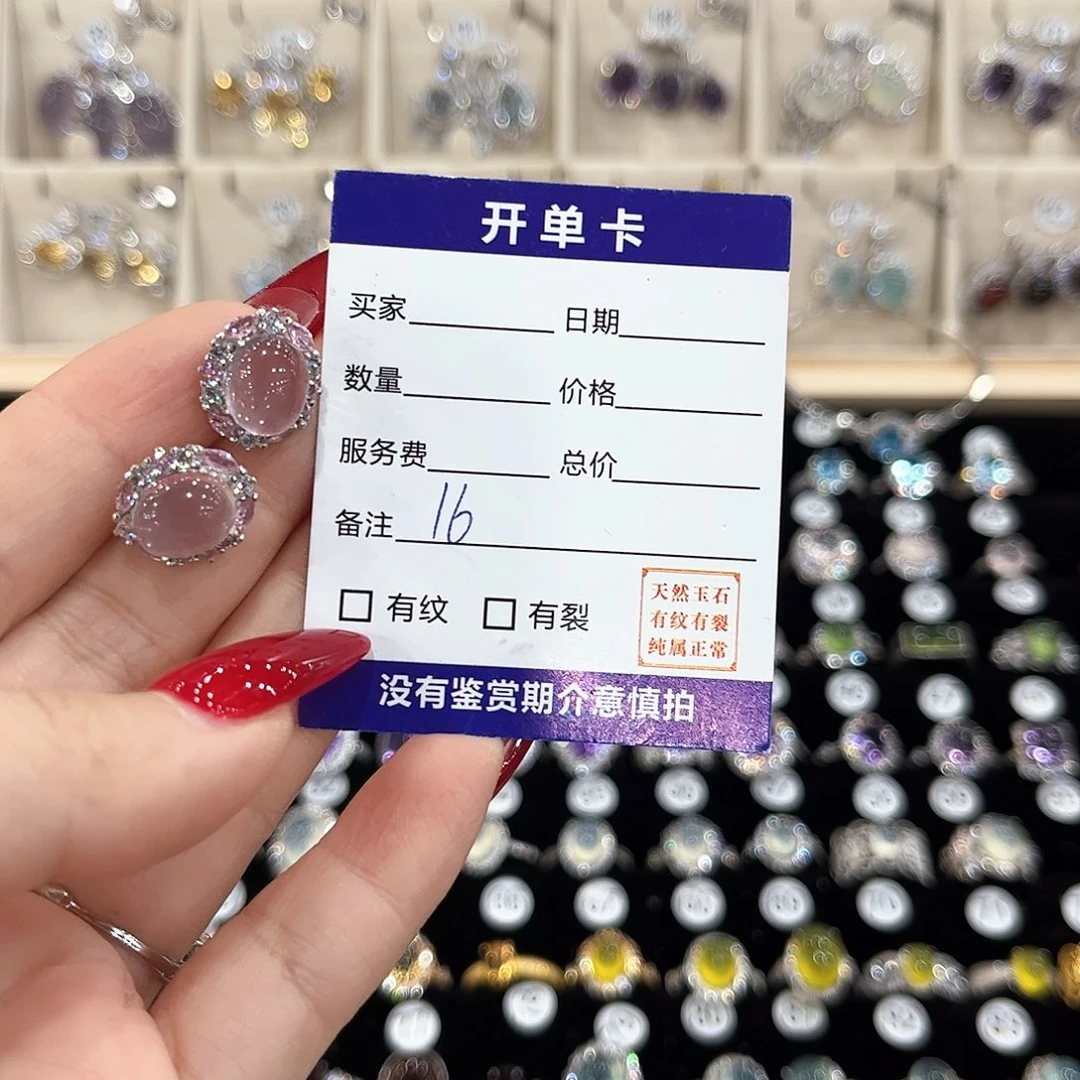 开单卡
买家 日期
数量 价格
服务费 总价
备注 16
有纹 有裂
天然玉石
有纹有裂
纯属正常
没有鉴赏期介意慎拍